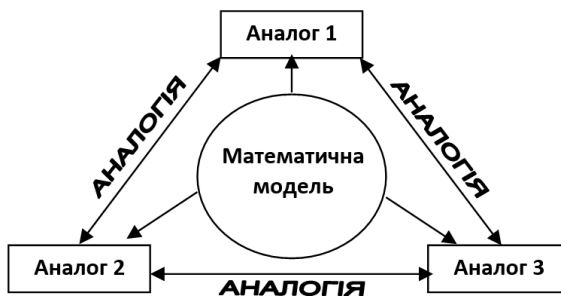 Аналог 1
АНАЛОГІЯ
АНАЛОГІЯ
Математична
модель
Аналог 2
Аналог 3
АНАЛОГІЯ